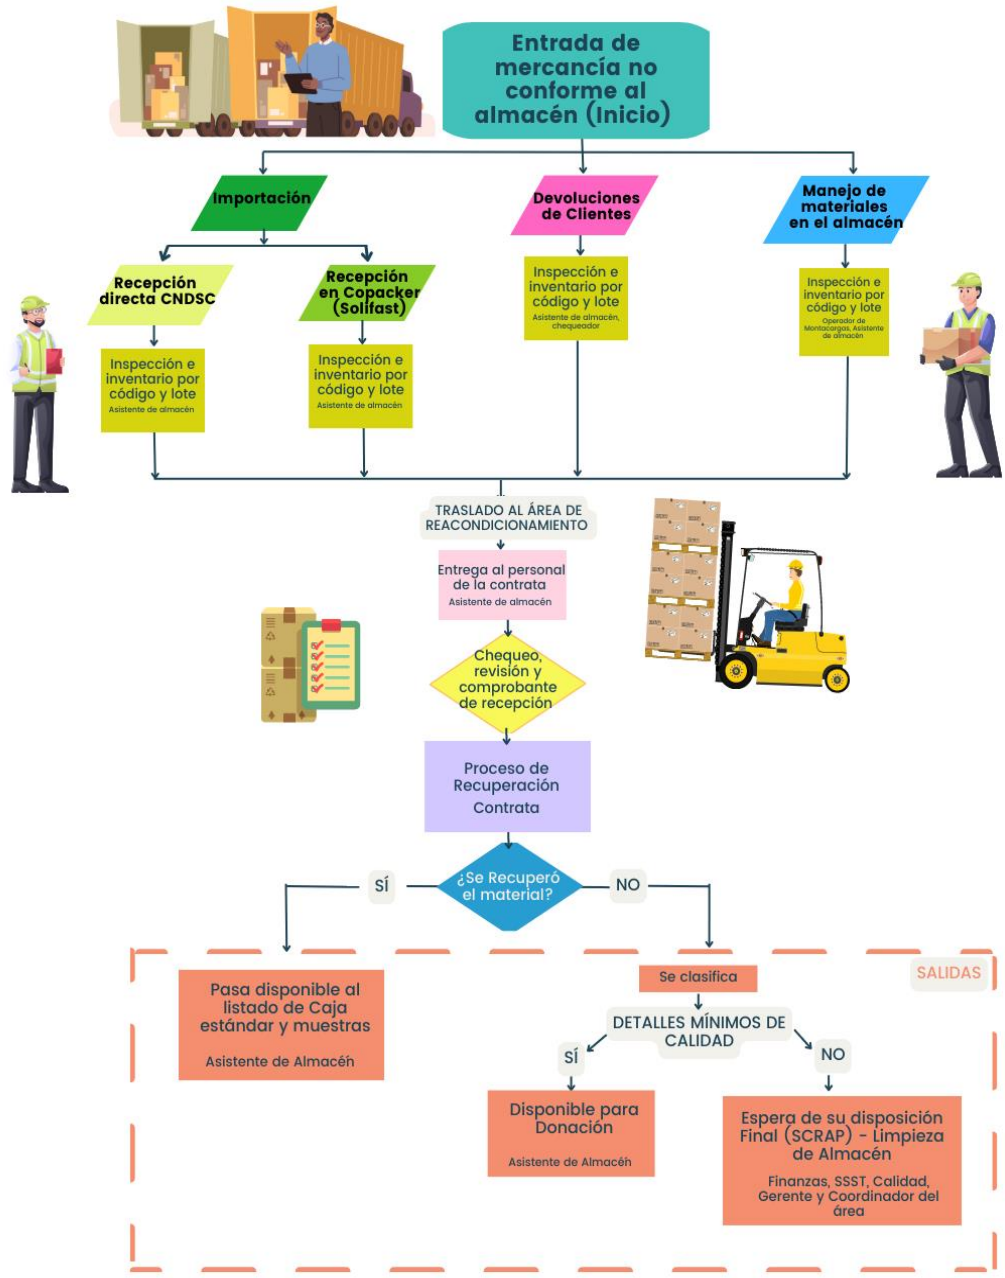 Entrada de
mercancía no
conforme al
almacén (Inicio)
Importación
Devoluciones
de Clientes
Manejo de
materiales
en el almacén
Recepción
directa CNDSC
Recepción
en Copacker
(Solifast)
Inspección e
inventario por
código y lote
Asistente de almacén,
chequeador
Inspección e
inventario por
código y lote
Operador de
Montacargas, Asistente
de almacén
Inspección e
inventario por
código y lote
Asistente de almacén
Inspección e
inventario por
código y lote
Asistente de almacén
TRASLADO AL ÁREA DE
REACONDICIONAMIENTO
Entrega al personal
de la contrata
Asistente de almacén
Chequeo,
revisión y
comprobante
de recepción
Proceso de
Recuperación
Contrata
¿Se Recuperó
el material?
SÍ
NO
SALIDAS
Pasa disponible al
listado de Caja
estándar y muestras
Asistente de Almacén
Se clasifica
DETALLES MÍNIMOS DE
CALIDAD
SÍ
NO
Disponible para
Donación
Asistente de Almacén
Espera de su disposición
Final (SCRAP) - Limpieza
de Almacén
Finanzas, SSST, Calidad,
Gerente y Coordinador del
área